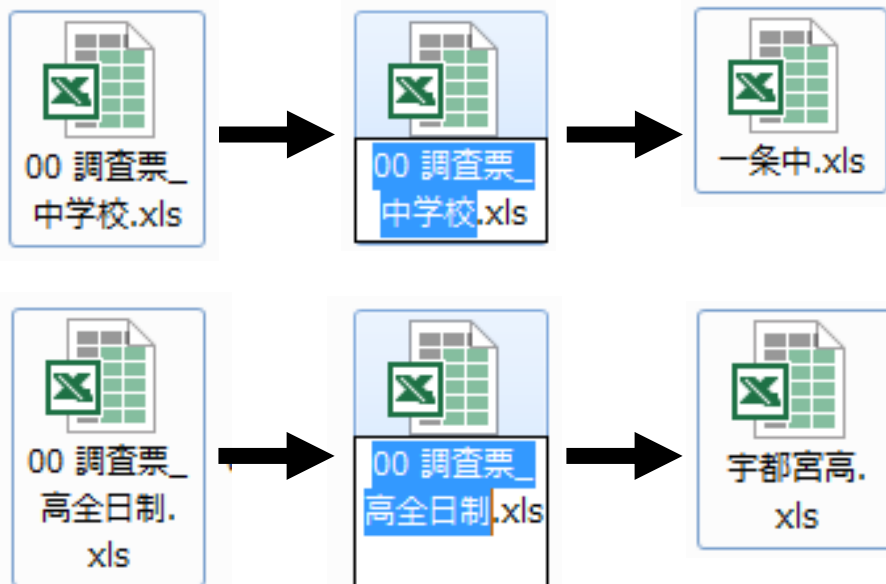 00 調査票_
中学校.xls
00 調査票_
中学校.xls
一条中.xls
00 調査票_
高全日制.
xls
00 調査票_
高全日制.xls
宇都宮高.
xls